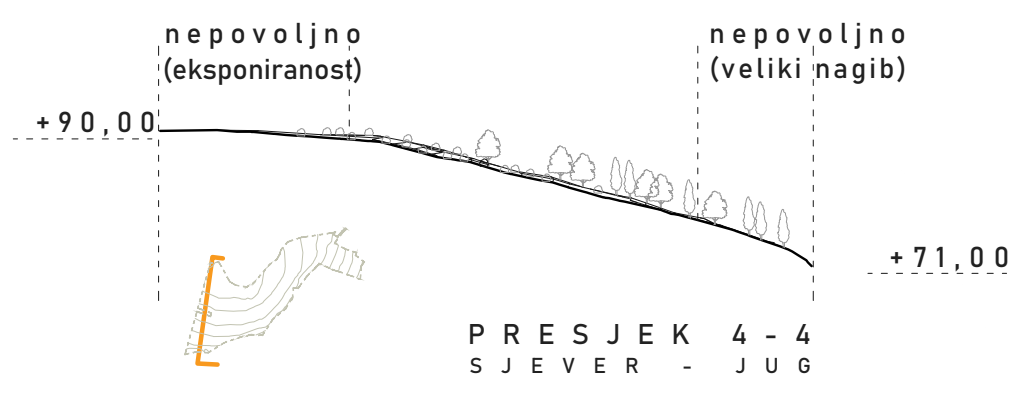 nepovoljno
(eksponiranost)
nepovoljno
(veliki nagib)
+90,00
+71,00
PRESJEK 4-4
SJEVER - JUG